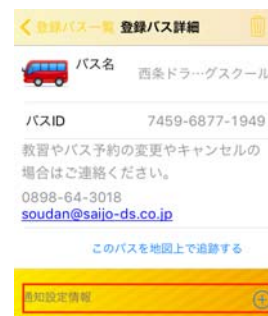 登録バス一覧 登録バス詳細
バス名 西条ドラ…グスクール
バスID 7459-6877-1949
教習やバス予約の変更やキャンセルの
場合はご連絡ください。
0898-64-3018
soudan@saijo-ds.co.jp
このバスを地図上で追跡する
通知設定情報